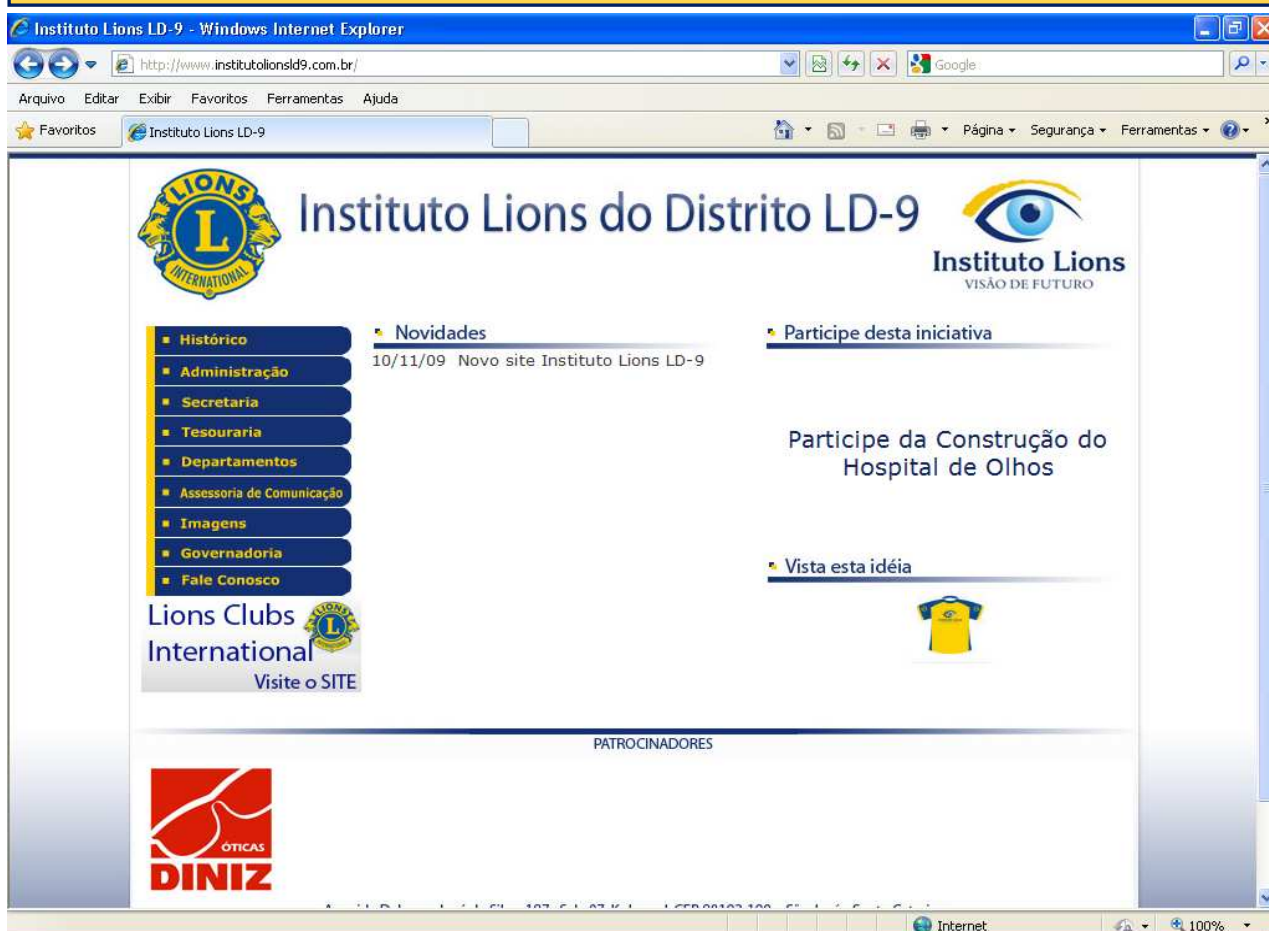 Instituto Lions LD-9 - Windows Internet Explorer
http://www.institutolionsld9.com.br/
Google
Arquivo Editar Exibir Favoritos Ferramentas Ajuda
Favoritos
Instituto Lions LD-9
Página Segurança Ferramentas
LIONS
L
INTERNATIONAL
Instituto Lions do Distrito LD-9
Instituto Lions
VISÃO DE FUTURO
Histórico
Administração
Secretaria
Tesouraria
Departamentos
Assessoria de Comunicação
Imagens
Governadoria
Fale Conosco
Lions Clubs
International
Visite o SITE
LIONS
L
Novidades
10/11/09 Novo site Instituto Lions LD-9
Participe desta iniciativa
Participe da Construção do
Hospital de Olhos
Vista esta idéia
PATROCINADORES
ÓTICAS
DINIZ
Internet
100%